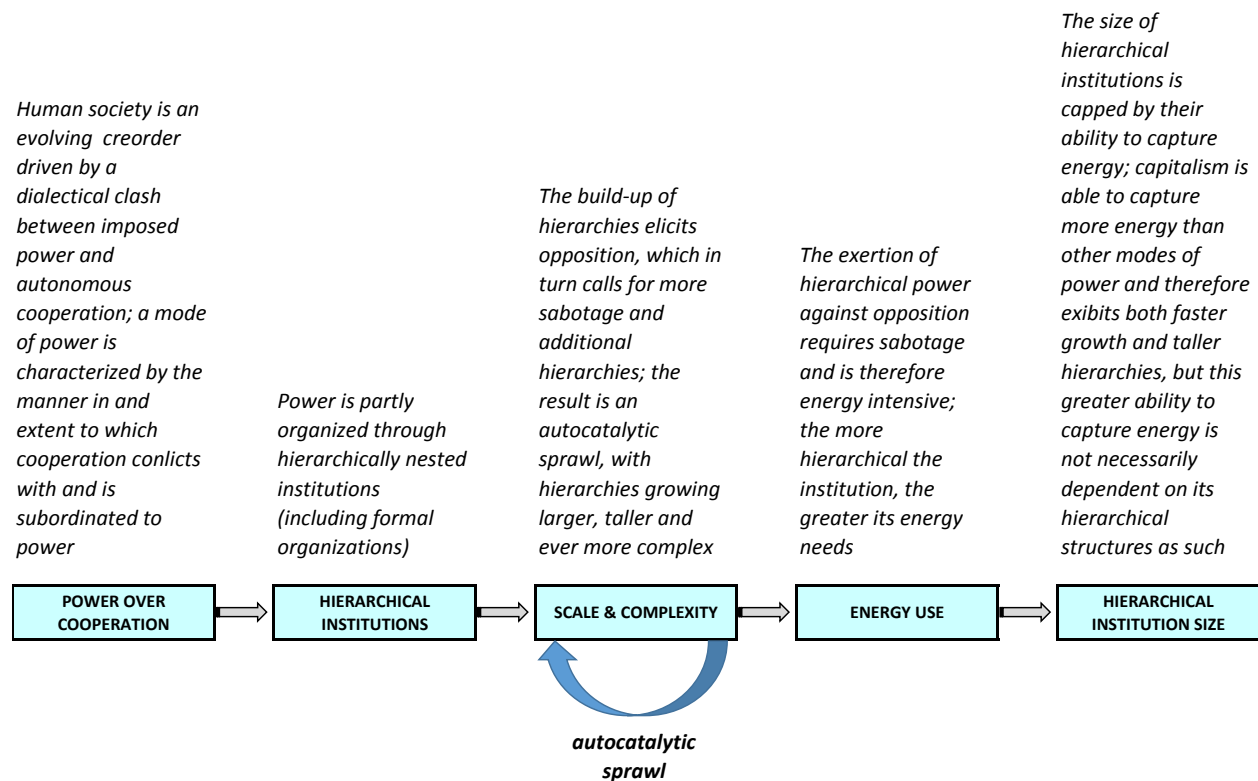 Human society is an
evolving creorder
driven by a
dialectical clash
between imposed
power and
autonomous
cooperation; a mode
of power is
characterized by the
manner in and
extent to which
cooperation conlicts
with and is
subordinated to
power
Power is partly
organized through
hierarchically nested
institutions
(including formal
organizations)
The build-up of
hierarchies elicits
opposition, which in
turn calls for more
sabotage and
additional
hierarchies; the
result is an
autocatalytic
sprawl, with
hierarchies growing
larger, taller and
ever more complex
The exertion of
hierarchical power
against opposition
requires sabotage
and is therefore
energy intensive;
the more
hierarchical the
institution, the
greater its energy
needs
The size of
hierarchical
institutions is
capped by their
ability to capture
energy; capitalism is
able to capture
more energy than
other modes of
power and therefore
exibits both faster
growth and taller
hierarchies, but this
greater ability to
capture energy is
not necessarily
dependent on its
hierarchical
structures as such
POWER OVER
COOPERATION
HIERARCHICAL
INSTITUTIONS
SCALE & COMPLEXITY
ENERGY USE
HIERARCHICAL
INSTITUTION SIZE
autocatalytic
sprawl